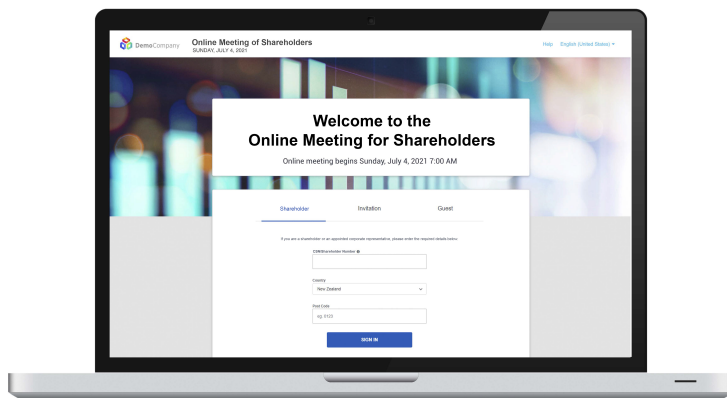 DemoCompany
Online Meeting of Shareholders
SUNDAY, JULY 4, 2021
Help English (United States)
Welcome to the
Online Meeting for Shareholders
Online meeting begins Sunday, July 4, 2021 7:00 AM
Shareholder Invitation Guest
If you are a shareholder or an appointed corporate representative, please enter the required details below.
CSN/Shareholder Number
Country
New Zealand
Post Code
eg. 0120
SIGN IN